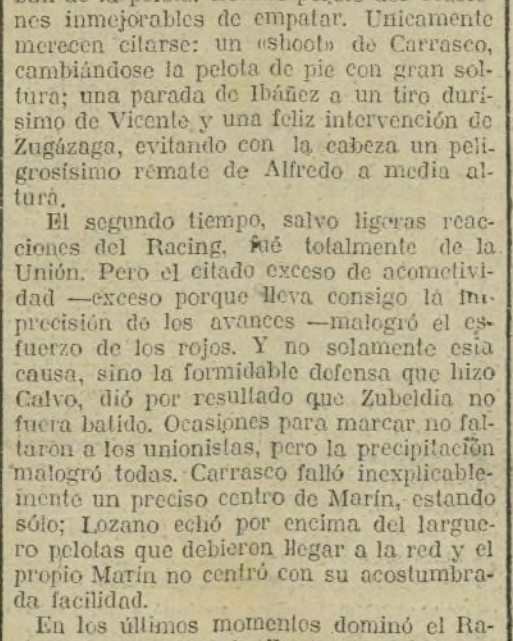 nes inmejorables de empatar. Unicamente
merecen citarse: un «shoot» de Carrasco,
cambiándose la pelota de pie con gran sol-
tura; una parada de Ibáñez a un tiro durí-
simo de Vicente y una feliz intervención de
Zugázaga, evitando con la cabeza un peli-
grosísimo remate de Alfredo a media al-
tura.
El segundo tiempo, salvo ligeras reac-
ciones del Racing, fué totalmente de la
Unión. Pero el citado exceso de acometivi-
dad —exceso porque lleva consigo la im-
precisión de los avances —malogró el es-
fuerzo de los rojos. Y no solamente esta
causa, sino la formidable defensa que hizo
Calvo, dió por resultado que Zubeldia no
fuera batido. Ocasiones para marcar no fal-
taron a los unionistas, pero la precipitación
malogró todas. Carrasco falló inexplicable-
mente un preciso centro de Marín, estando
sólo; Lozano echó por encima del largue-
ro pelotas que debieron llegar a la red y el
propio Marín no centró con su acostumbra-
da facilidad.
En los últimos momentos dominó el Ra-